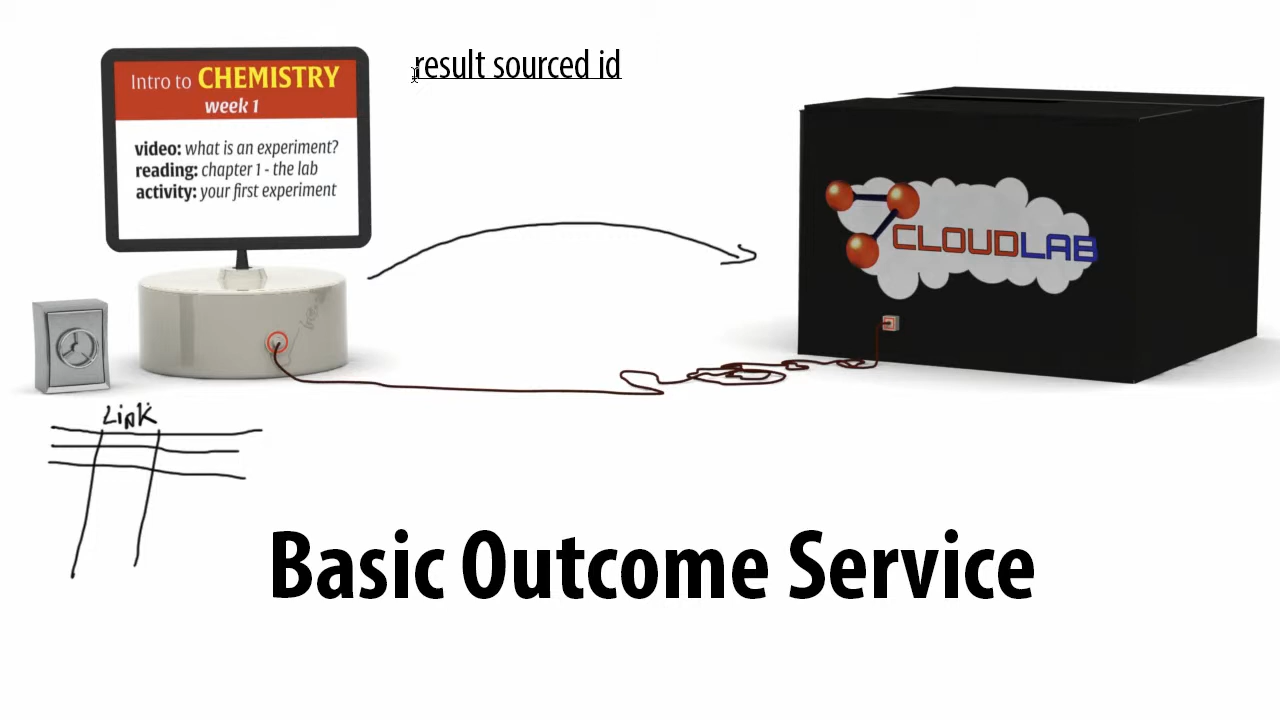 result sourced id
Intro to CHEMISTRY
week 1
video: what is an experiment?
reading: chapter 1 - the lab
activity: your first experiment
CLOUDLAB
Link
Basic Outcome Service